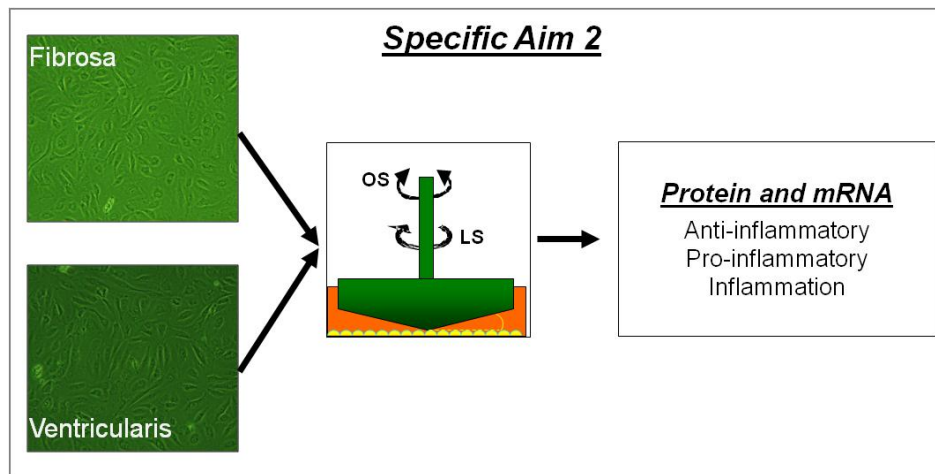 Specific Aim 2
Fibrosa
Ventricularis
OS
LS
Protein and mRNA
Anti-inflammatory
Pro-inflammatory
Inflammation